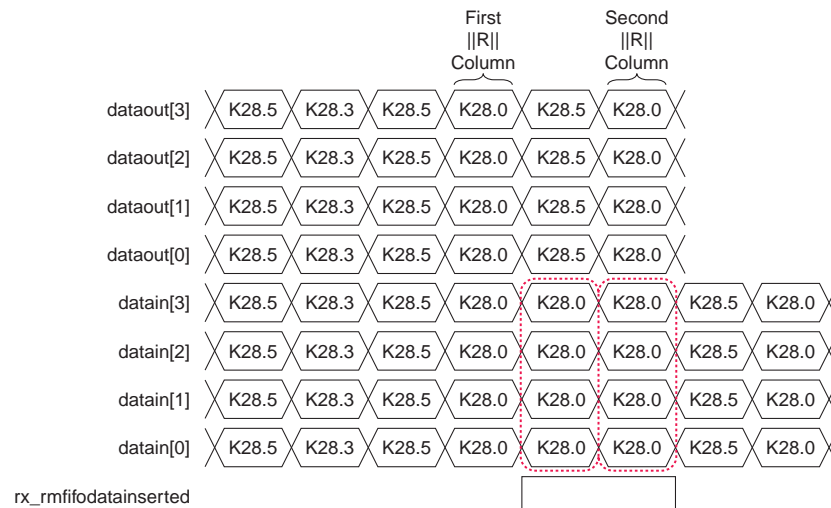 First Second
||R|| ||R||
Column Column
dataout[3] K28.5 K28.3 K28.5 K28.0 K28.5 K28.0
dataout[2] K28.5 K28.3 K28.5 K28.0 K28.5 K28.0
dataout[1] K28.5 K28.3 K28.5 K28.0 K28.5 K28.0
dataout[0] K28.5 K28.3 K28.5 K28.0 K28.5 K28.0
datain[3] K28.5 K28.3 K28.5 K28.0 K28.0 K28.0 K28.5 K28.0
datain[2] K28.5 K28.3 K28.5 K28.0 K28.0 K28.0 K28.5 K28.0
datain[1] K28.5 K28.3 K28.5 K28.0 K28.0 K28.0 K28.5 K28.0
datain[0] K28.5 K28.3 K28.5 K28.0 K28.0 K28.0 K28.5 K28.0
rx_rmfifodatainserted